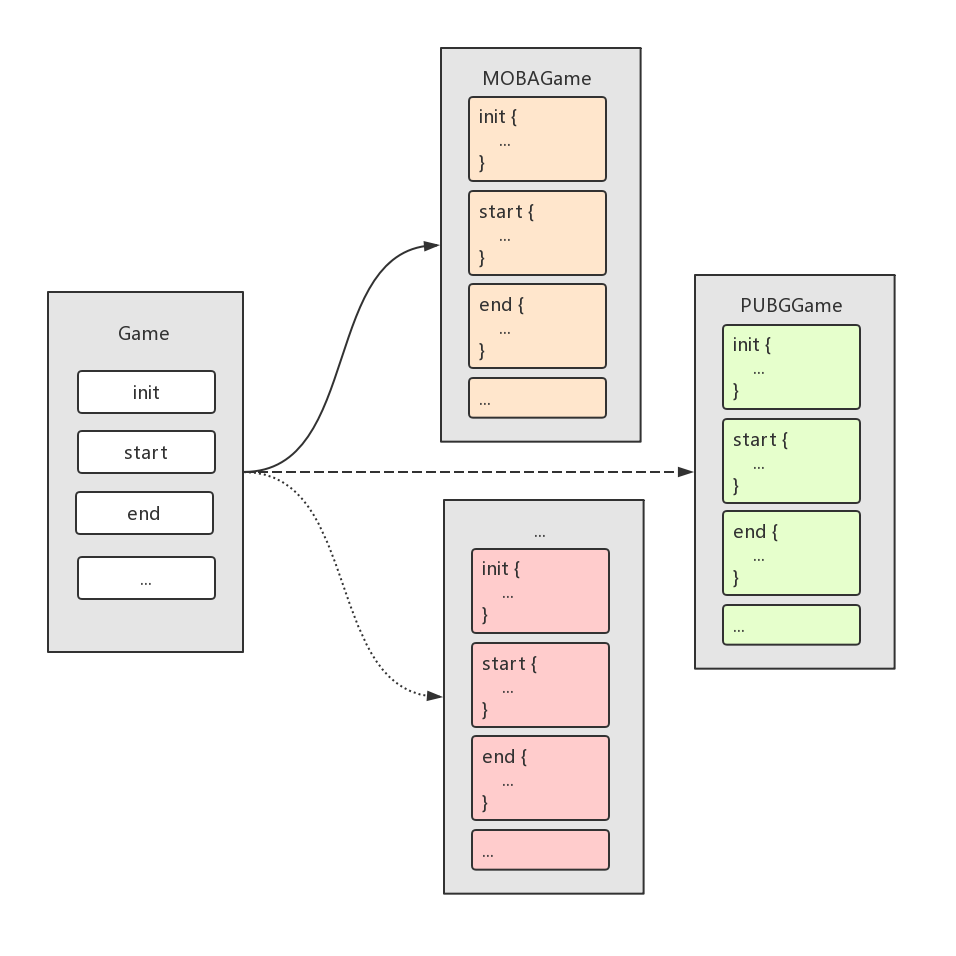 Game
init
start
end
...
MOBAGame
init {
...
}
start {
...
}
end {
...
}
...
PUBGGame
init {
...
}
start {
...
}
end {
...
}
...
...
init {
...
}
start {
...
}
end {
...
}
...